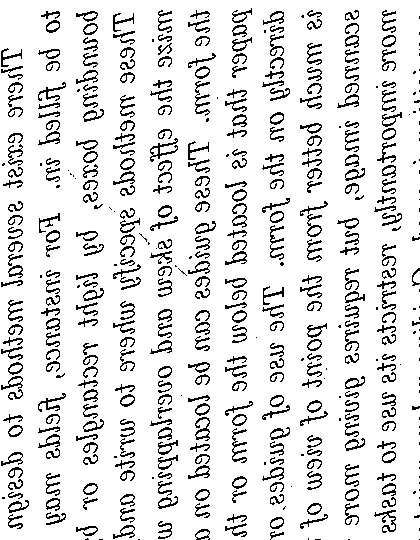 There exist several methods to design
to be filled in. For instance, fields may
bounding boxes, by light rectangles or b
These methods specify where to write and
mize the effect of skew and overlapping w
the form. These guides can be located on a
paper that is located below the form or th
directly on the form. The use of guides on
is much better from the point of view of
scanned image, but requires giving more
more importantly, restricts its use to tasks